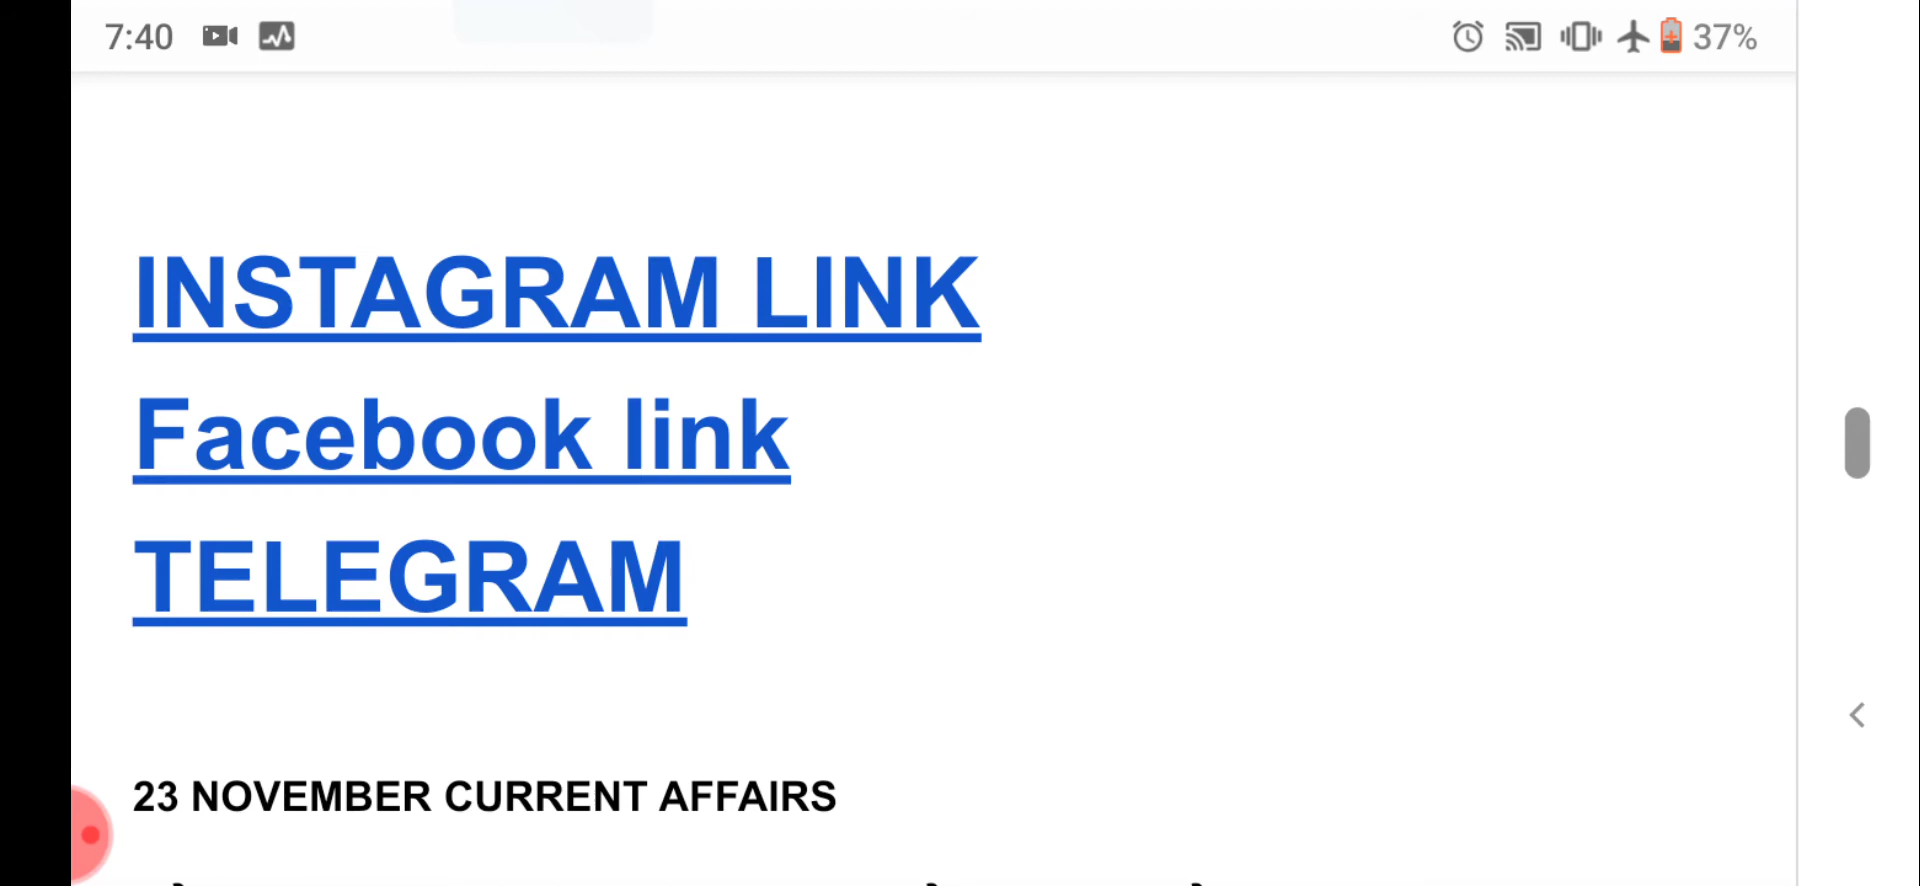 7:40 37%
INSTAGRAM LINK
Facebook link
TELEGRAM
23 NOVEMBER CURRENT AFFAIRS